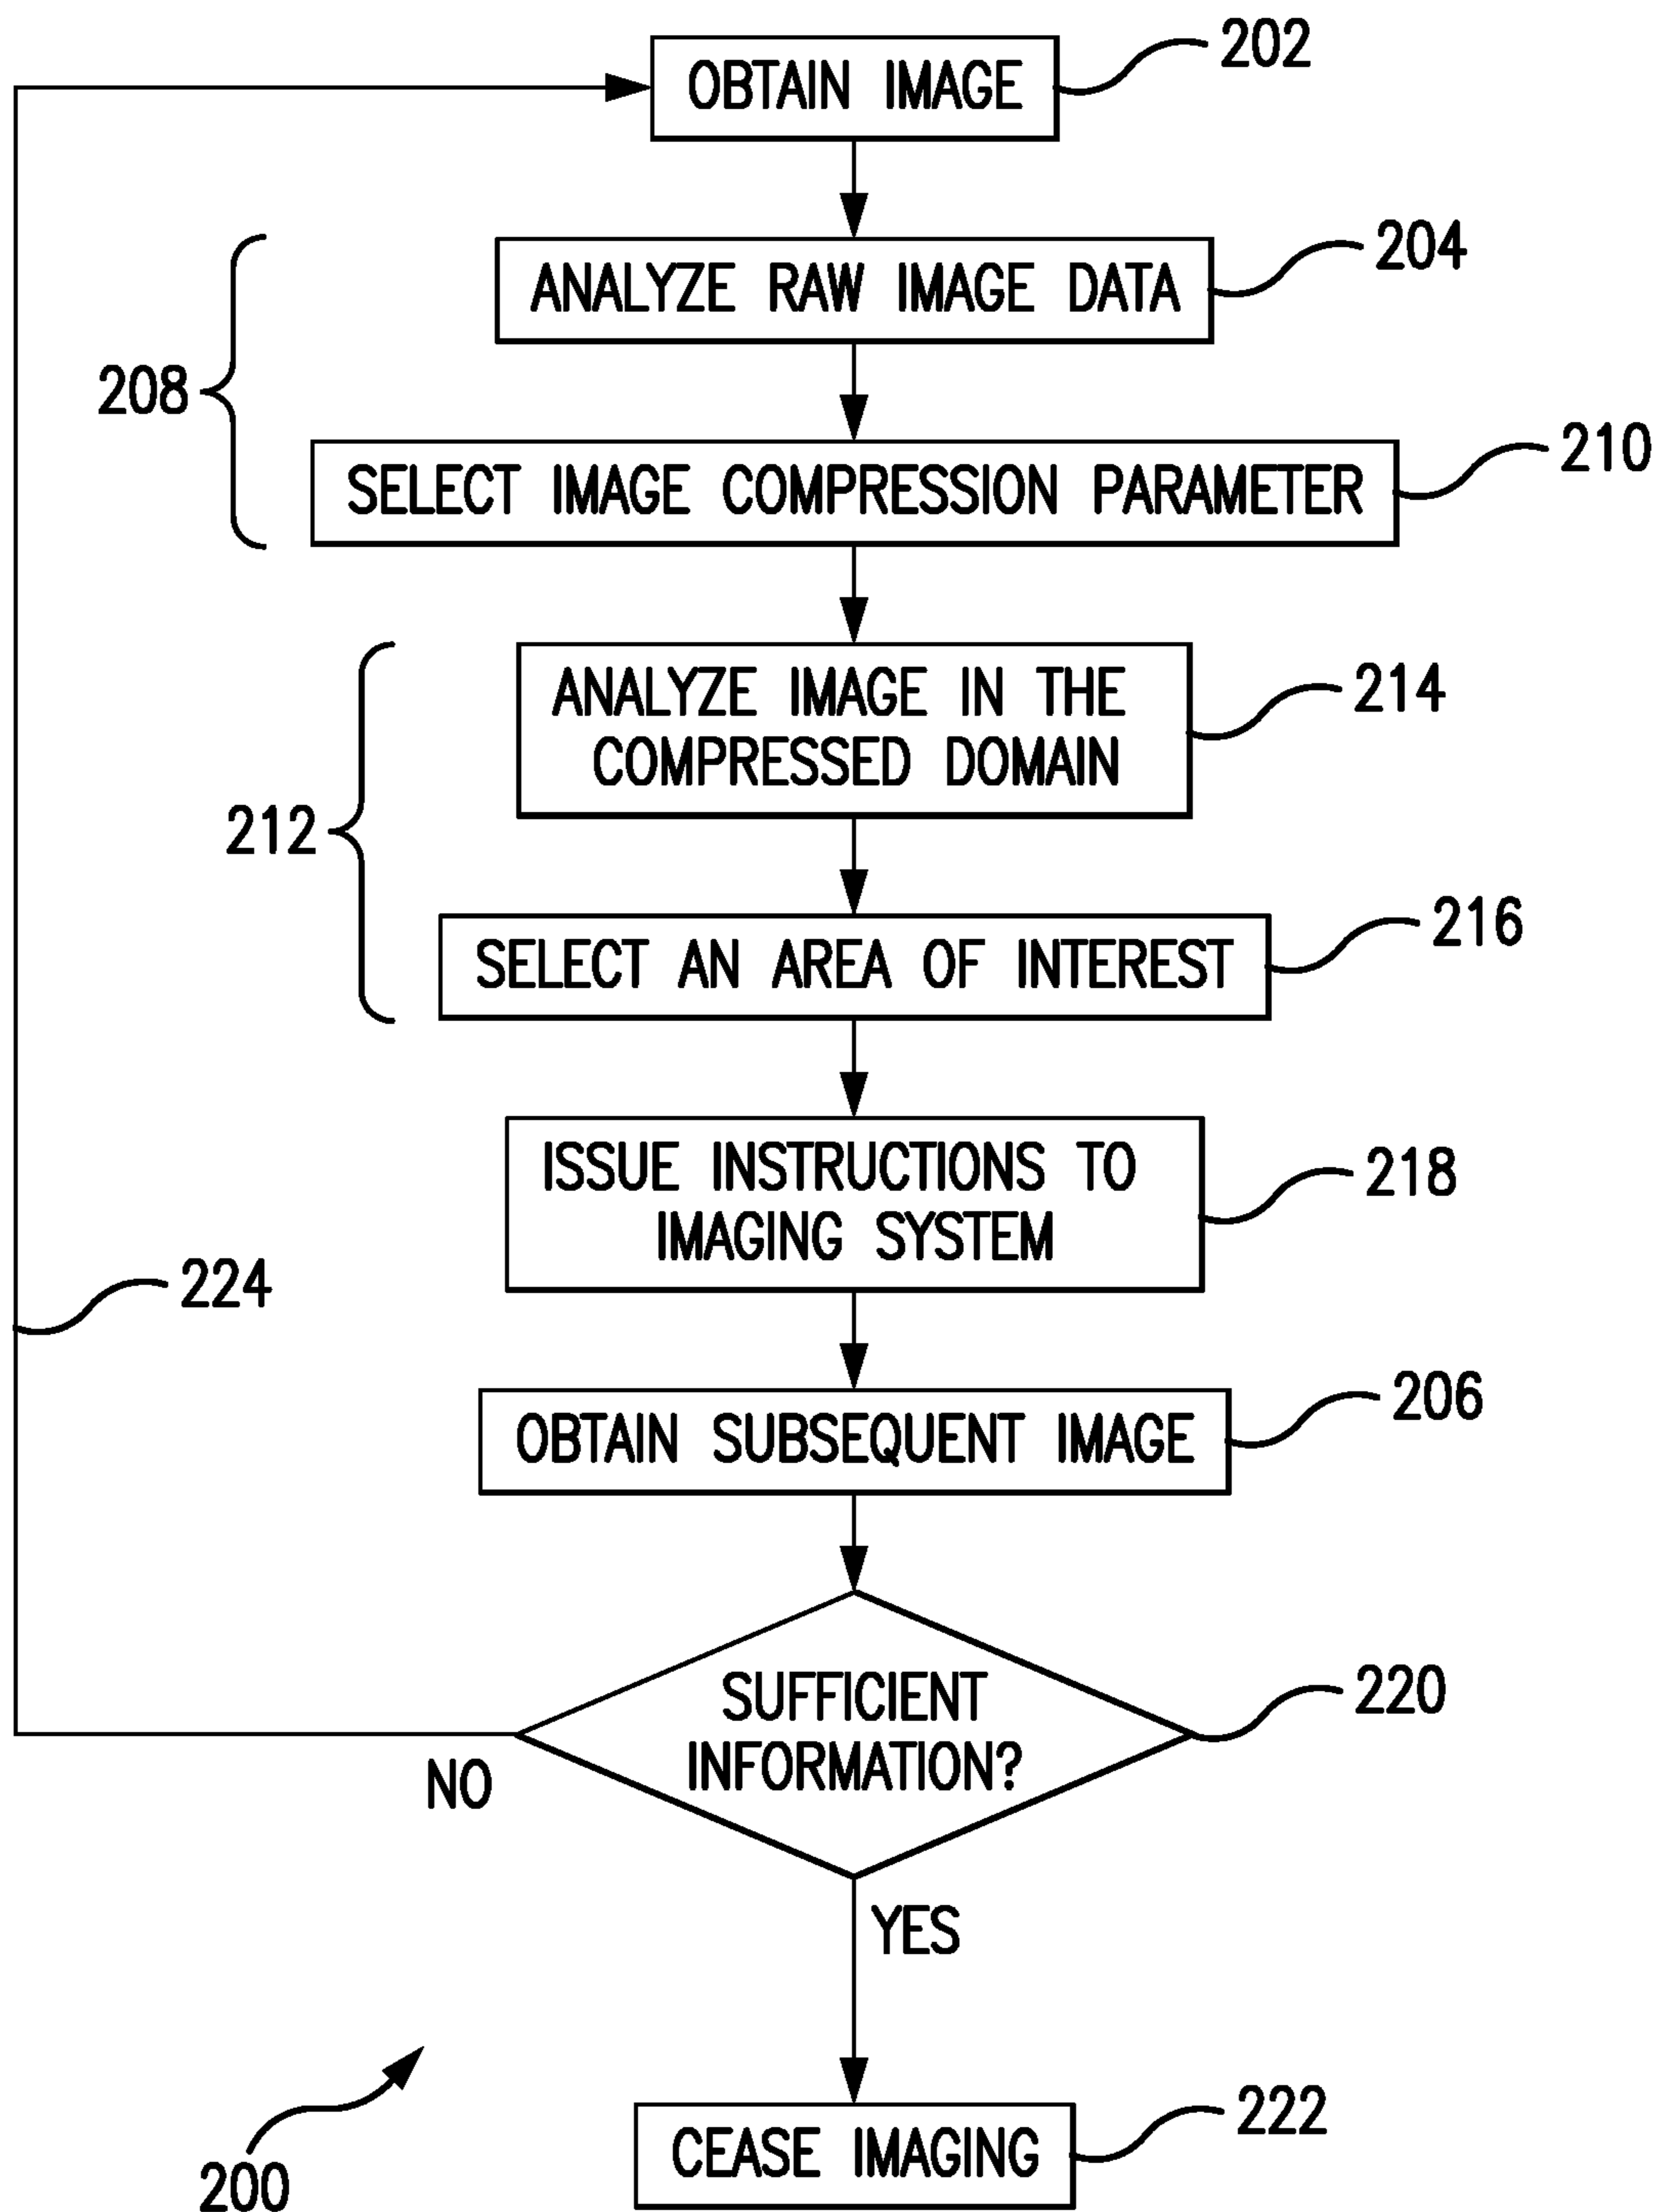 OBTAIN IMAGE
202
ANALYZE RAW IMAGE DATA
204
208
SELECT IMAGE COMPRESSION PARAMETER
210
ANALYZE IMAGE IN THE
COMPRESSED DOMAIN
214
212
SELECT AN AREA OF INTEREST
216
ISSUE INSTRUCTIONS TO
IMAGING SYSTEM
218
224
OBTAIN SUBSEQUENT IMAGE
206
SUFFICIENT
INFORMATION?
220
NO
YES
CEASE IMAGING
222
200